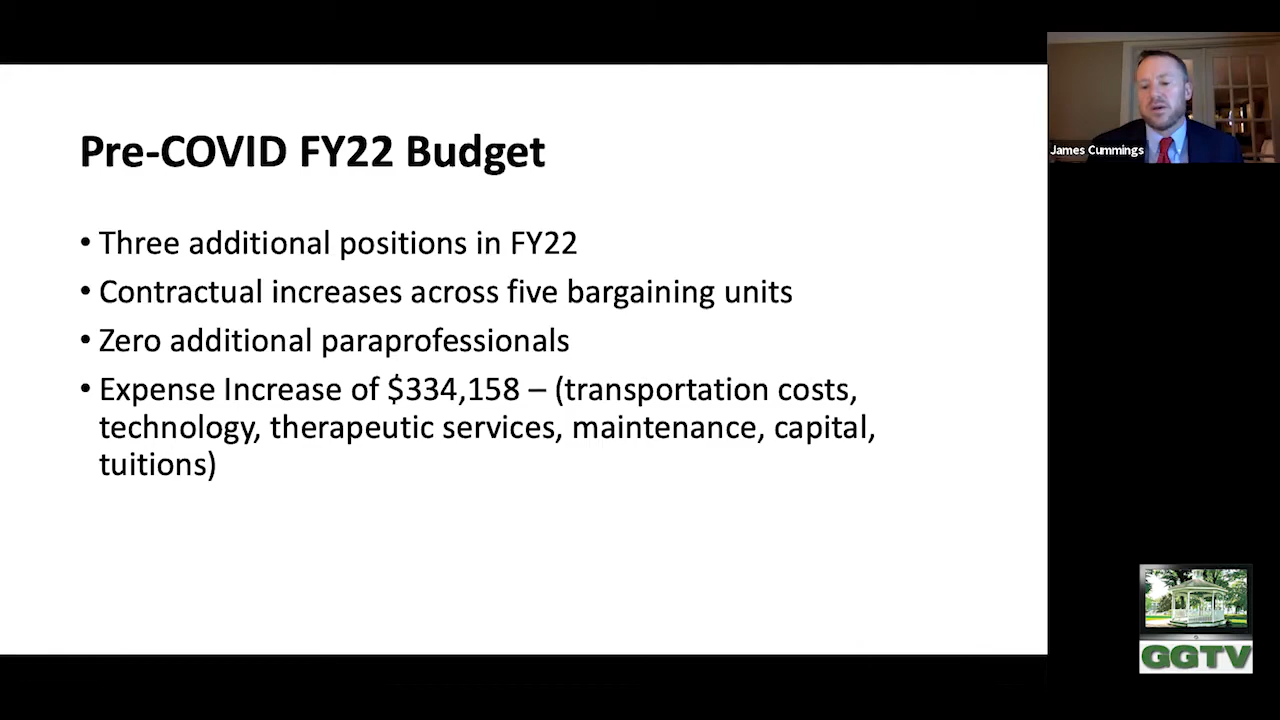 Pre-COVID FY22 Budget
• Three additional positions in FY22
• Contractual increases across five bargaining units
• Zero additional paraprofessionals
• Expense Increase of $334,158 – (transportation costs,
technology, therapeutic services, maintenance, capital,
tuitions)
James Cummings
GGTV